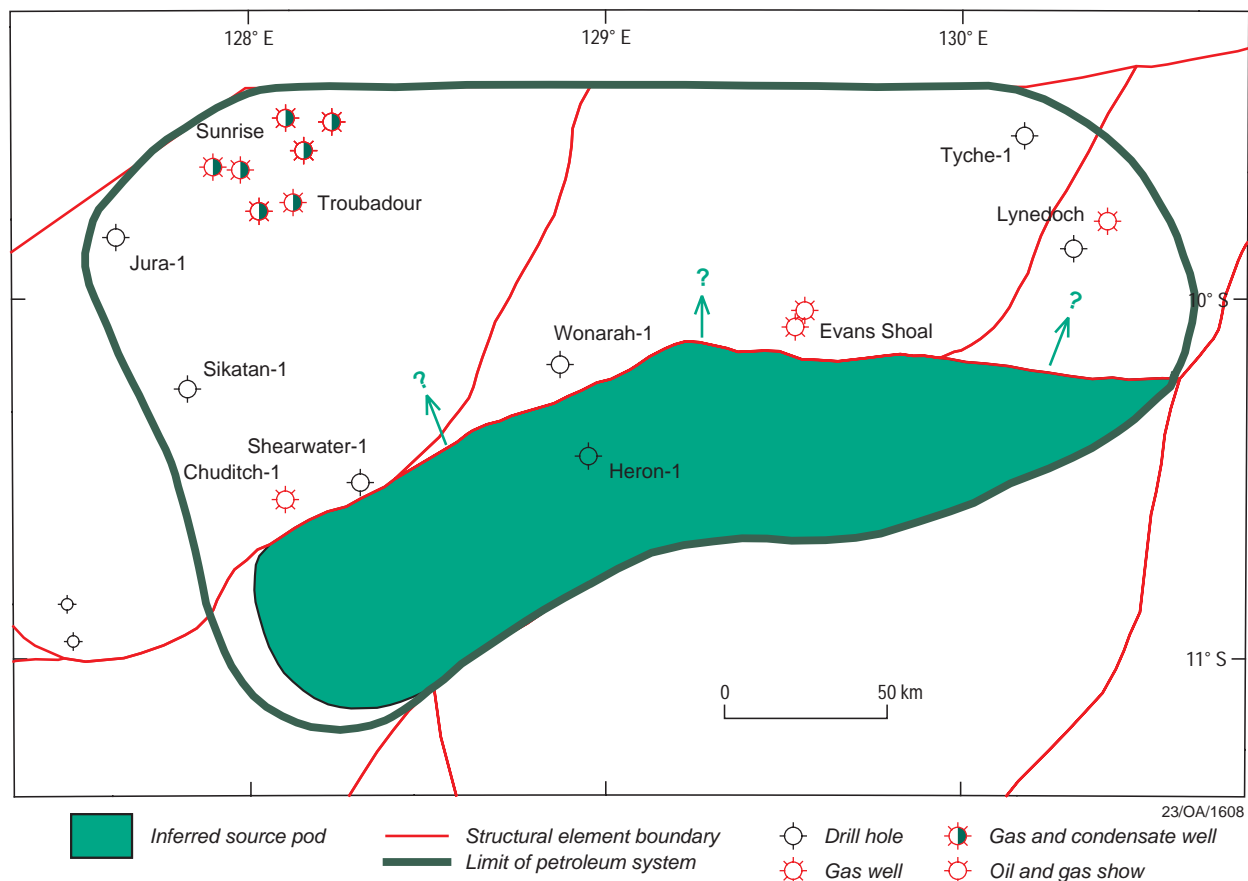 128° E
129° E
130° E
Sunrise
Tyche-1
Troubadour
Lynedoch
Jura-1
?
?
10° S
Wonarah-1
Evans Shoal
Sikatan-1
?
Shearwater-1
Chuditch-1
Heron-1
11° S
0
50 km
23/OA/1608
Inferred source pod
Structural element boundary
Limit of petroleum system
Drill hole
Gas well
Gas and condensate well
Oil and gas show